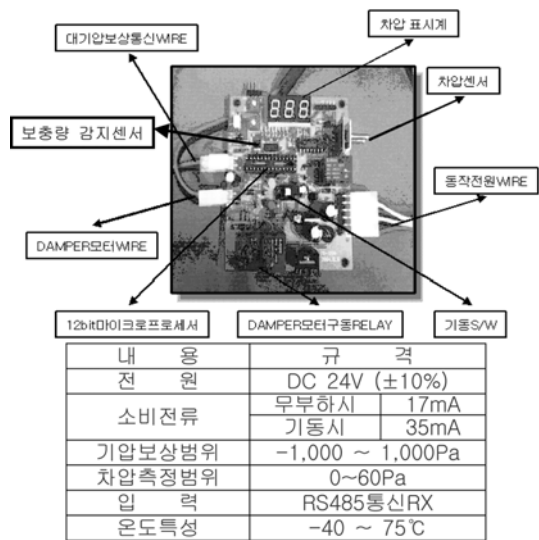 대기압보상통신WIRE
차압 표시계
차압센서
보충량 감지센서
동작전원WIRE
DAMPER모터WIRE
12bit마이크로프로세서
DAMPER모터구동RELAY
기동S/W
내 용 규 격
전 원 DC 24V (±10%)
소비전류 무부하시 17mA
기동시 35mA
기압보상범위 -1,000 ~ 1,000Pa
차압측정범위 0~60Pa
입 력 RS485통신RX
온도특성 -40 ~ 75℃